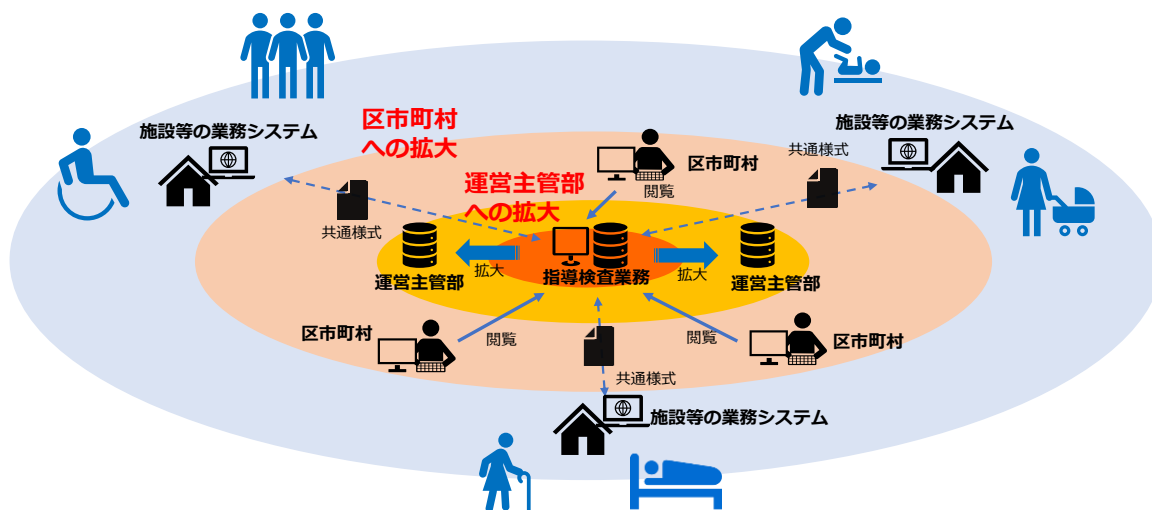 施設等の業務システム
区市町村
への拡大
施設等の業務システム
共通様式
区市町村
閲覧
運営主管部
への拡大
共通様式
運営主管部
拡大
指導検査業務
拡大
運営主管部
区市町村
閲覧
閲覧
区市町村
共通様式
施設等の業務システム